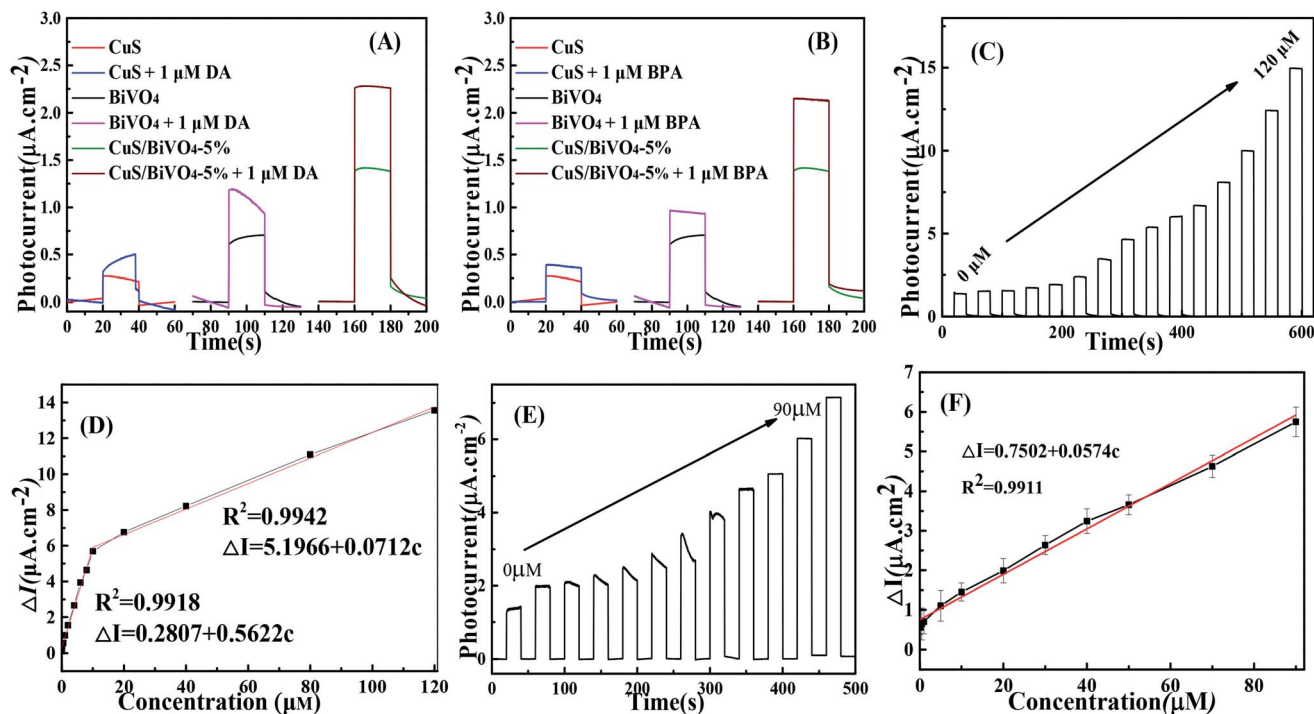 (A)
3.0
2.5
2.0
1.5
1.0
0.5
0.0
Photocurrent(μA.cm⁻²)
CuS
CuS + 1 μM DA
BiVO₄
BiVO₄ + 1 μM DA
CuS/BiVO₄-5%
CuS/BiVO₄-5% + 1 μM DA
0 20 40 60 80 100 120 140 160 180 200
Time(s)
(B)
3.0
2.5
2.0
1.5
1.0
0.5
0.0
Photocurrent(μA.cm⁻²)
CuS
CuS + 1 μM BPA
BiVO₄
BiVO₄ + 1 μM BPA
CuS/BiVO₄-5%
CuS/BiVO₄-5% + 1 μM BPA
0 20 40 60 80 100 120 140 160 180 200
Time(s)
(C)
15
10
5
0
Photocurrent(μA.cm⁻²)
0 μM
120 μM
0 200 400 600
Time(s)
(D)
14
12
10
8
6
4
2
0
△I(μA.cm⁻²)
R²=0.9942
△I=5.1966+0.0712c
R²=0.9918
△I=0.2807+0.5622c
0 20 40 60 80 100 120
Concentration (μM)
(E)
6
4
2
0
Photocurrent(μA.cm⁻²)
0μM
90μM
0 100 200 300 400 500
Time(s)
(F)
7
6
5
4
3
2
1
0
△I(μA.cm²)
△I=0.7502+0.0574c
R²=0.9911
0 20 40 60 80
Concentration(μM)